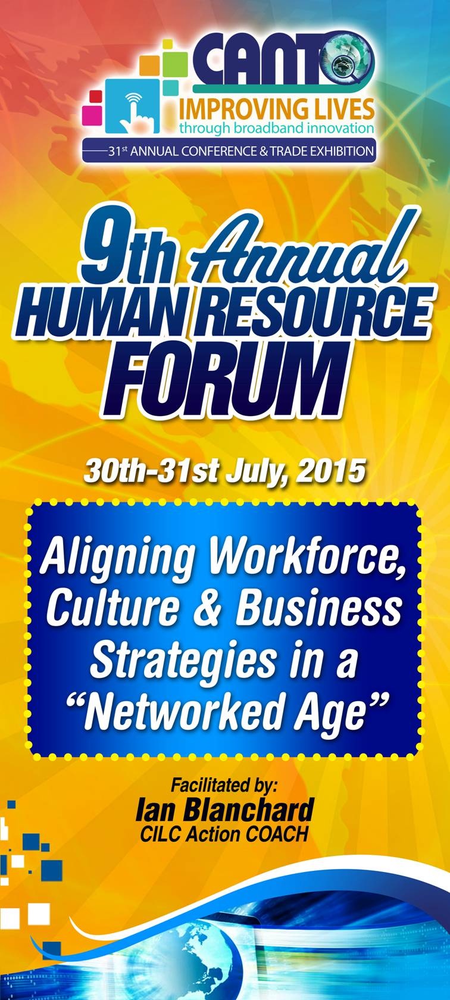 CANTO
IMPROVING LIVES
through broadband innovation
31st ANNUAL CONFERENCE & TRADE EXHIBITION
9th Annual
HUMAN RESOURCE
FORUM
30th-31st July, 2015
Aligning Workforce,
Culture & Business
Strategies in a
“Networked Age”
Facilitated by:
Ian Blanchard
CILC Action COACH